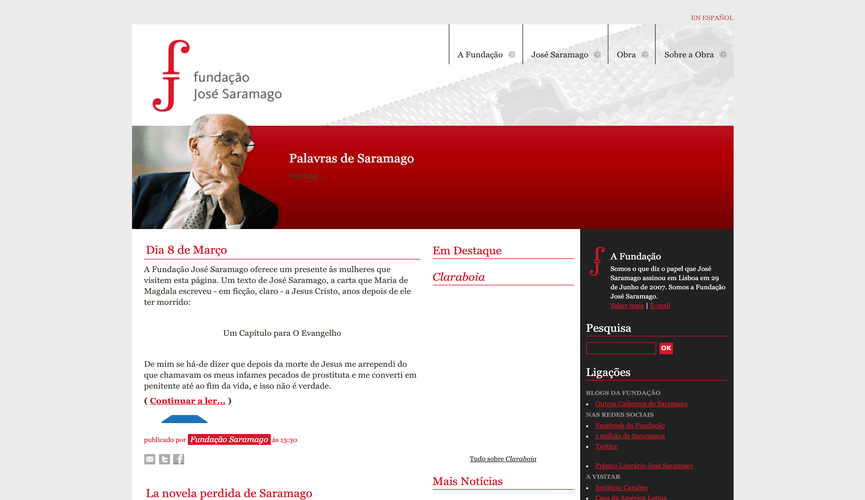 EN ESPAÑOL
fundação
José Saramago
A Fundação
José Saramago
Obra
Sobre a Obra
Palavras de Saramago
loading...
Dia 8 de Março
A Fundação José Saramago oferece um presente às mulheres que
visitem esta página. Um texto de José Saramago, a carta que Maria de
Magdala escreveu - em ficção, claro - a Jesus Cristo, anos depois de ele
ter morrido:
Um Capítulo para O Evangelho
De mim se há-de dizer que depois da morte de Jesus me arrependi do
que chamavam os meus infames pecados de prostituta e me converti em
penitente até ao fim da vida, e isso não é verdade.
( Continuar a ler... )
publicado por Fundação Saramago às 13:30
La novela perdida de Saramago
Em Destaque
Claraboia
Tudo sobre Claraboia
Mais Notícias
A Fundação
Somos o que diz o papel que José
Saramago assinou em Lisboa em 29
de Junho de 2007. Somos a Fundação
José Saramago.
Saber mais | E-mail
Pesquisa
OK
Ligações
BLOGS DA FUNDAÇÃO
Outros Cadernos de Saramago
NAS REDES SOCIAIS
Facebook da Fundação
1 milhão de Saramagos
Twitter
Prémio Literário José Saramago
A VISITAR
Instituto Camões
Casa da América Latina